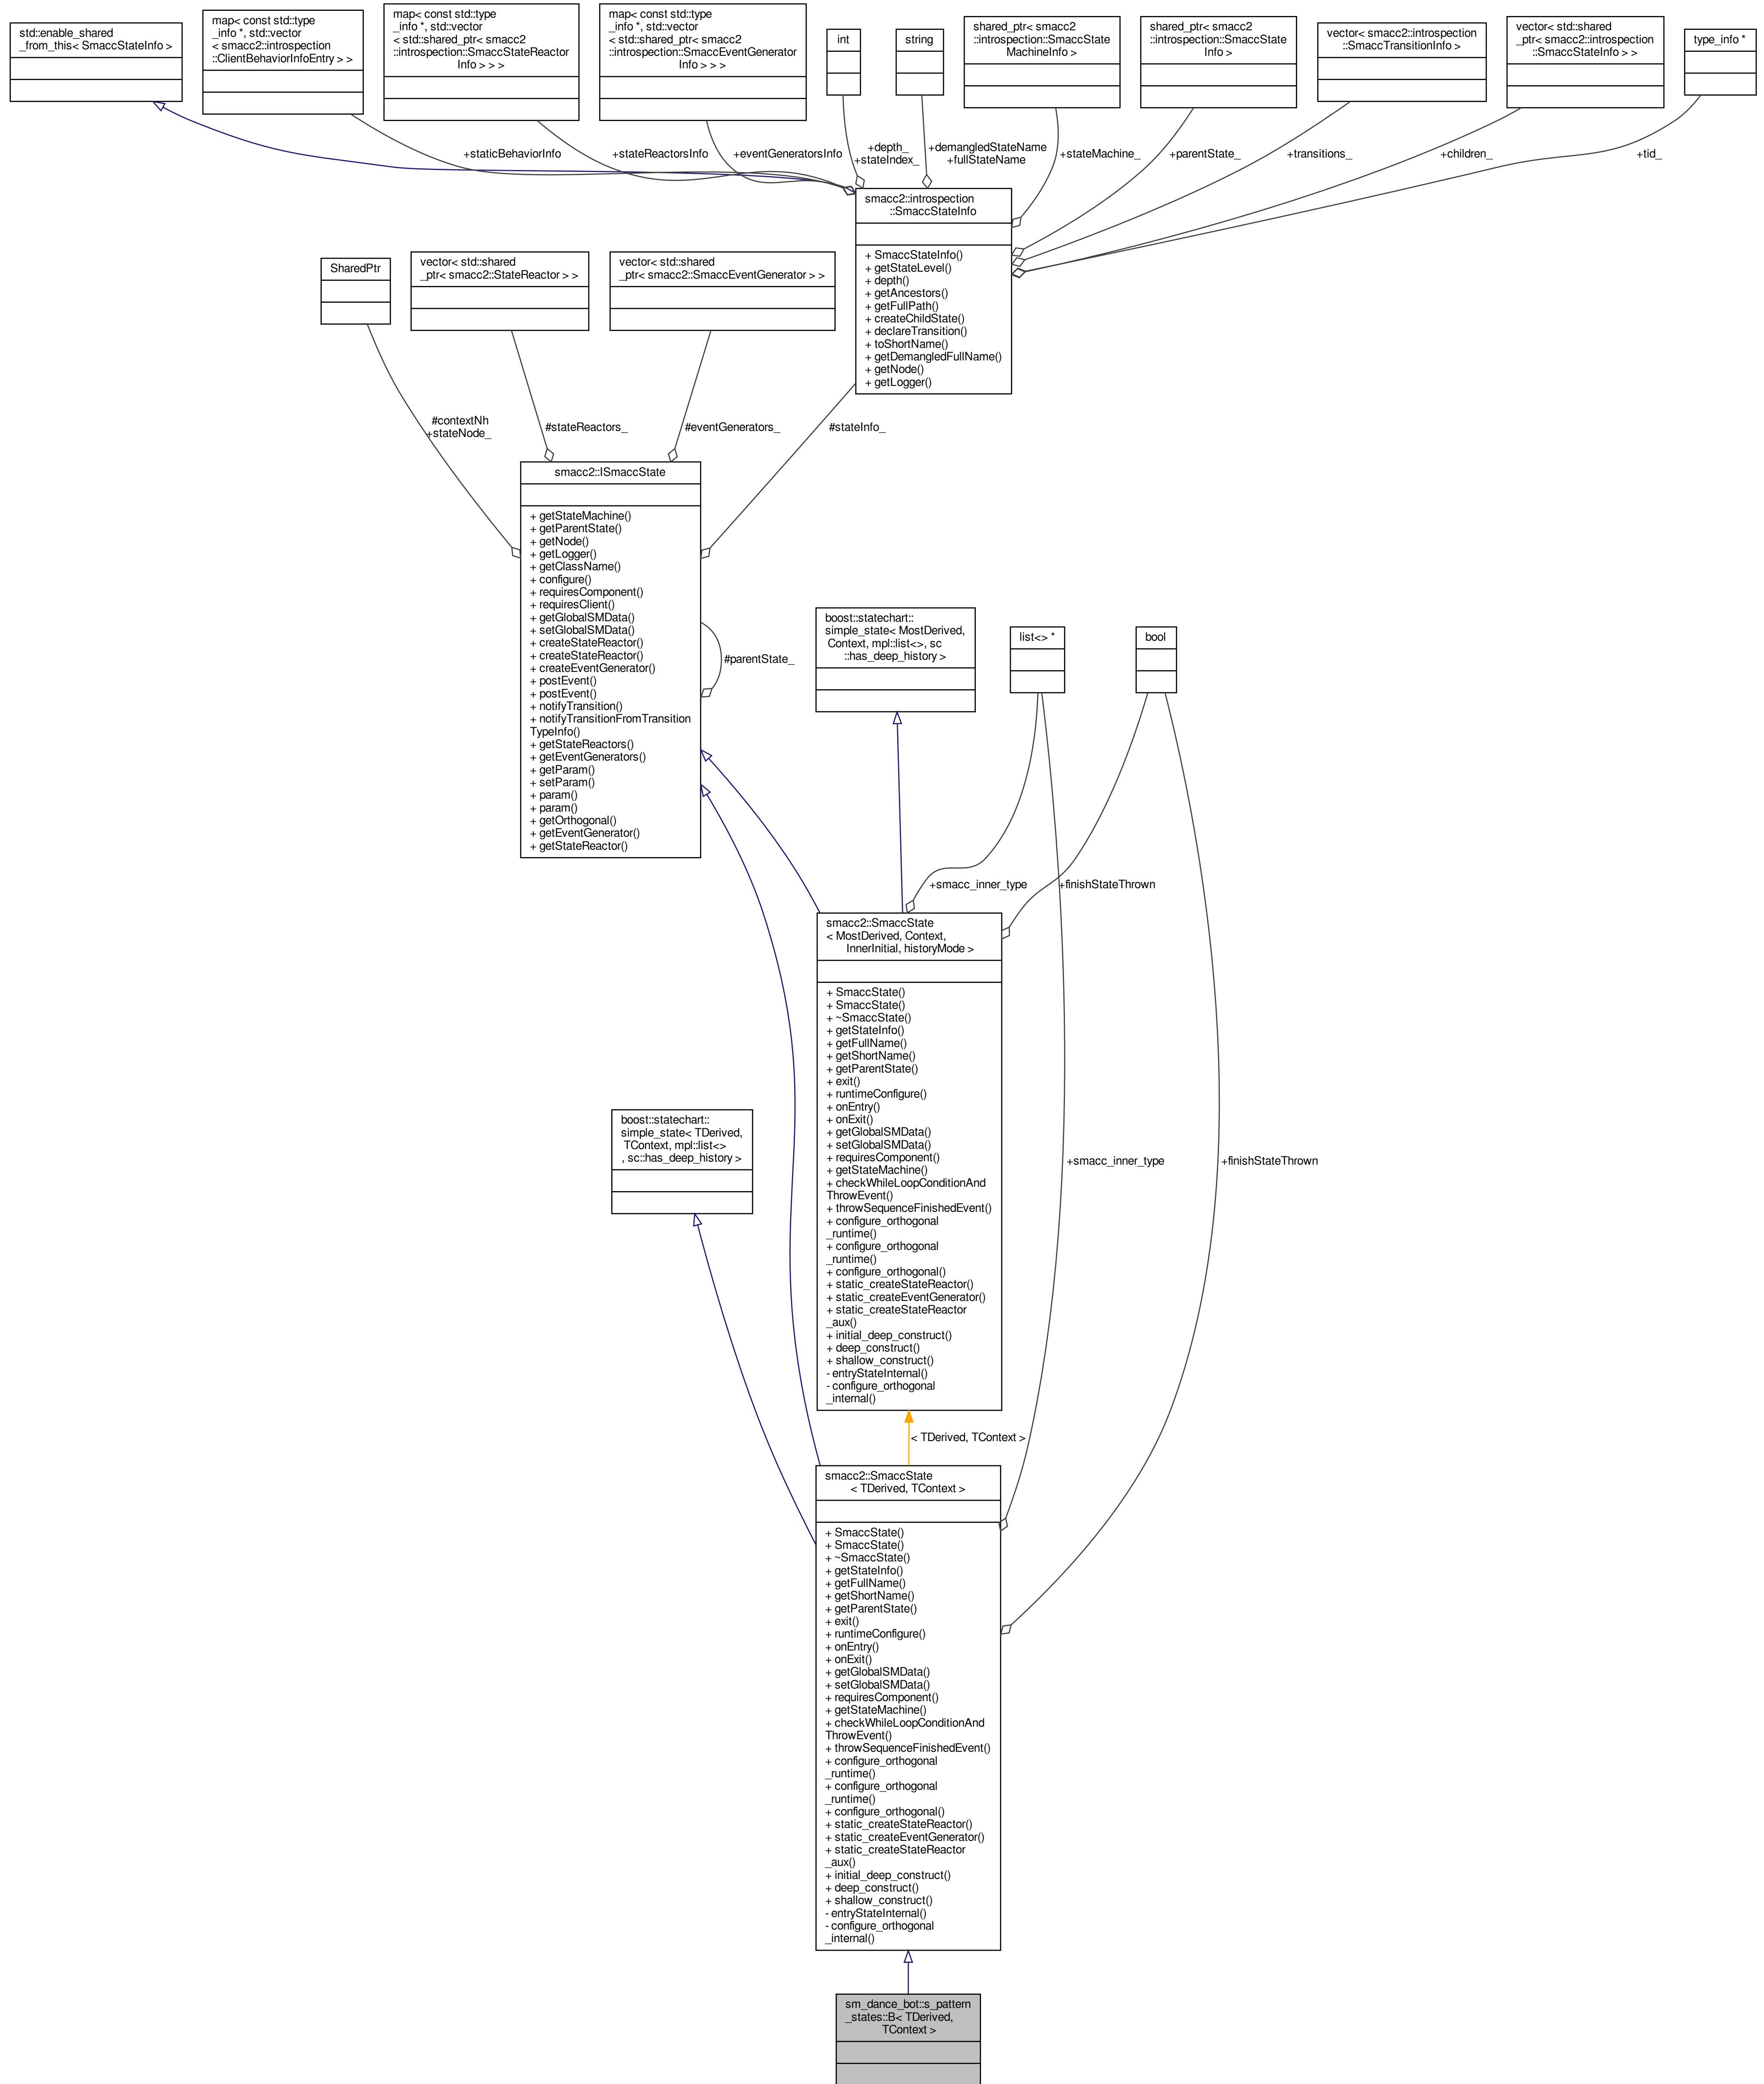 std::enable_shared
_from_this< SmaccStateInfo >
map< const std::type
_info *, std::vector
< smacc2::introspection
::ClientBehaviorInfoEntry > >
map< const std::type
_info *, std::vector
< std::shared_ptr< smacc2
::introspection::SmaccStateReactor
Info > > >
map< const std::type
_info *, std::vector
< std::shared_ptr< smacc2
::introspection::SmaccEventGenerator
Info > > >
int
string
shared_ptr< smacc2
::introspection::SmaccState
MachineInfo >
shared_ptr< smacc2
::introspection::SmaccState
Info >
vector< smacc2::introspection
::SmaccTransitionInfo >
vector< std::shared
_ptr< smacc2::introspection
::SmaccStateInfo > >
type_info *
+staticBehaviorInfo
+stateReactorsInfo
+eventGeneratorsInfo
+depth_
+stateIndex_
+demangledStateName
+fullStateName
+stateMachine_
+parentState_
+transitions_
+children_
+tid_
smacc2::introspection
::SmaccStateInfo
+ SmaccStateInfo()
+ getStateLevel()
+ depth()
+ getAncestors()
+ getFullPath()
+ createChildState()
+ declareTransition()
+ toShortName()
+ getDemangledFullName()
+ getNode()
+ getLogger()
SharedPtr
vector< std::shared
_ptr< smacc2::StateReactor > >
vector< std::shared
_ptr< smacc2::SmaccEventGenerator > >
#contextNh
+stateNode_
#stateReactors_
#eventGenerators_
#stateInfo_
smacc2::ISmaccState
+ getStateMachine()
+ getParentState()
+ getNode()
+ getLogger()
+ getClassName()
+ configure()
+ requiresComponent()
+ requiresClient()
+ getGlobalSMData()
+ setGlobalSMData()
+ createStateReactor()
+ createStateReactor()
+ createEventGenerator()
+ postEvent()
+ postEvent()
+ notifyTransition()
+ notifyTransitionFromTransition
TypeInfo()
+ getStateReactors()
+ getEventGenerators()
+ getParam()
+ setParam()
+ param()
+ param()
+ getOrthogonal()
+ getEventGenerator()
+ getStateReactor()
#parentState_
boost::statechart::
simple_state< MostDerived,
Context, mpl::list<>, sc
::has_deep_history >
list<> *
bool
+smacc_inner_type
+finishStateThrown
smacc2::SmaccState
< MostDerived, Context,
InnerInitial, historyMode >
+ SmaccState()
+ SmaccState()
+ ~SmaccState()
+ getStateInfo()
+ getFullName()
+ getShortName()
+ getParentState()
+ exit()
+ runtimeConfigure()
+ onEntry()
+ onExit()
+ getGlobalSMData()
+ setGlobalSMData()
+ requiresComponent()
+ getStateMachine()
+ checkWhileLoopConditionAnd
ThrowEvent()
+ throwSequenceFinishedEvent()
+ configure_orthogonal
_runtime()
+ configure_orthogonal
_runtime()
+ configure_orthogonal()
+ static_createStateReactor()
+ static_createEventGenerator()
+ static_createStateReactor
_aux()
+ initial_deep_construct()
+ deep_construct()
+ shallow_construct()
- entryStateInternal()
- configure_orthogonal
_internal()
boost::statechart::
simple_state< TDerived,
TContext, mpl::list<>
, sc::has_deep_history >
+smacc_inner_type
+finishStateThrown
< TDerived, TContext >
smacc2::SmaccState
< TDerived, TContext >
+ SmaccState()
+ SmaccState()
+ ~SmaccState()
+ getStateInfo()
+ getFullName()
+ getShortName()
+ getParentState()
+ exit()
+ runtimeConfigure()
+ onEntry()
+ onExit()
+ getGlobalSMData()
+ setGlobalSMData()
+ requiresComponent()
+ getStateMachine()
+ checkWhileLoopConditionAnd
ThrowEvent()
+ throwSequenceFinishedEvent()
+ configure_orthogonal
_runtime()
+ configure_orthogonal
_runtime()
+ configure_orthogonal()
+ static_createStateReactor()
+ static_createEventGenerator()
+ static_createStateReactor
_aux()
+ initial_deep_construct()
+ deep_construct()
+ shallow_construct()
- entryStateInternal()
- configure_orthogonal
_internal()
sm_dance_bot::s_pattern
_states::B< TDerived,
TContext >